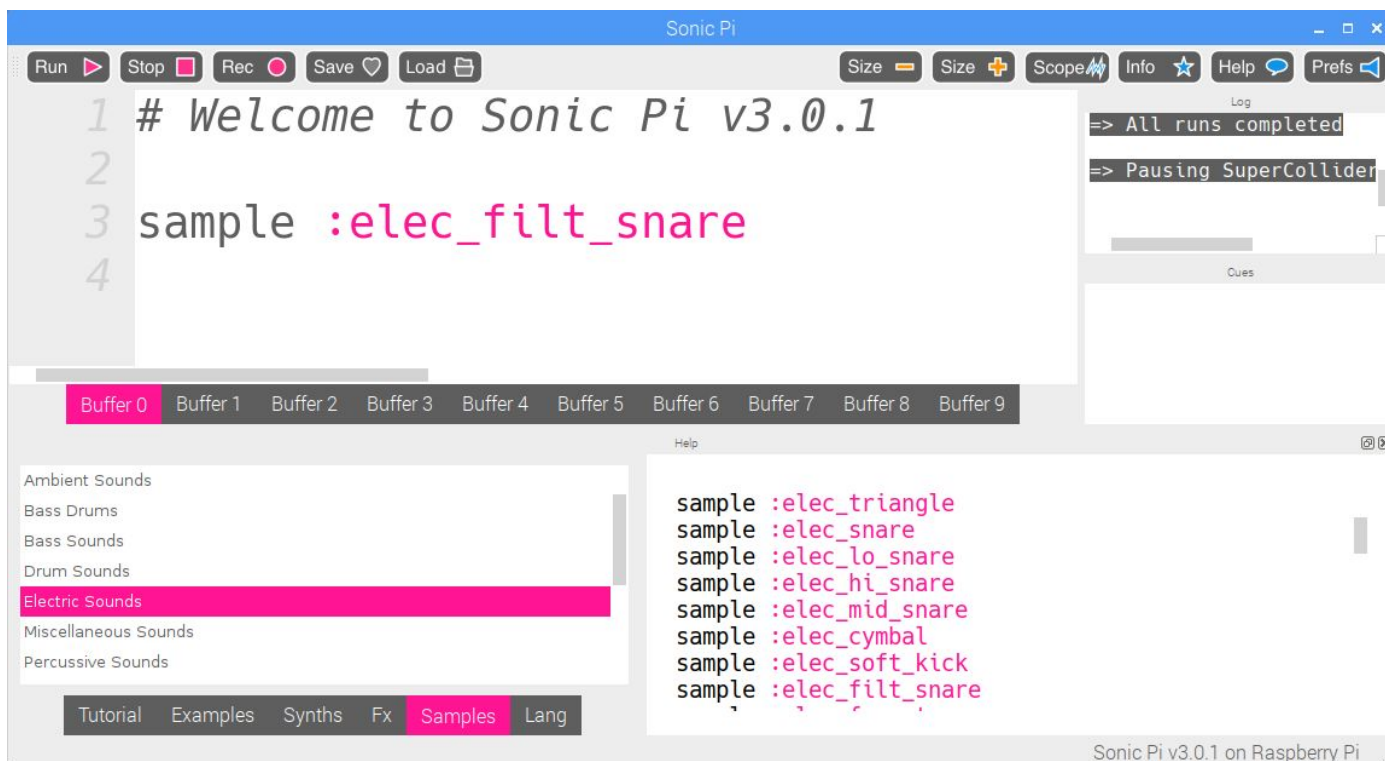 Sonic Pi
Run Stop Rec Save Load Size Size Scope Info Help Prefs
1 # Welcome to Sonic Pi v3.0.1
2
3 sample :elec_filt_snare
4
Log
=> All runs completed
=> Pausing SuperCollider
Cues
Buffer 0 Buffer 1 Buffer 2 Buffer 3 Buffer 4 Buffer 5 Buffer 6 Buffer 7 Buffer 8 Buffer 9
Help
Ambient Sounds
Bass Drums
Bass Sounds
Drum Sounds
Electric Sounds
Miscellaneous Sounds
Percussive Sounds
Tutorial Examples Synths Fx Samples Lang
sample :elec_triangle
sample :elec_snare
sample :elec_lo_snare
sample :elec_hi_snare
sample :elec_mid_snare
sample :elec_cymbal
sample :elec_soft_kick
sample :elec_filt_snare
Sonic Pi v3.0.1 on Raspberry Pi